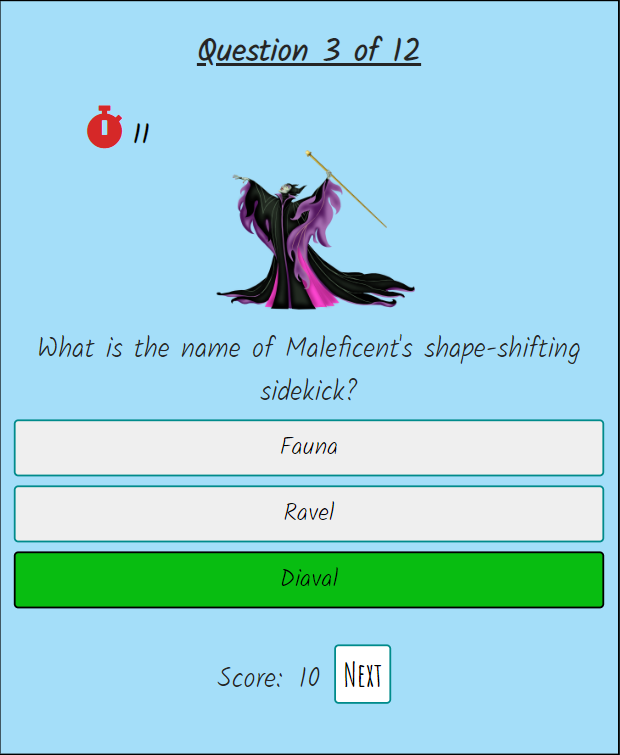 Question 3 of 12
11
What is the name of Maleficent's shape-shifting
sidekick?
Fauna
Ravel
Diaval
Score: 10 Next